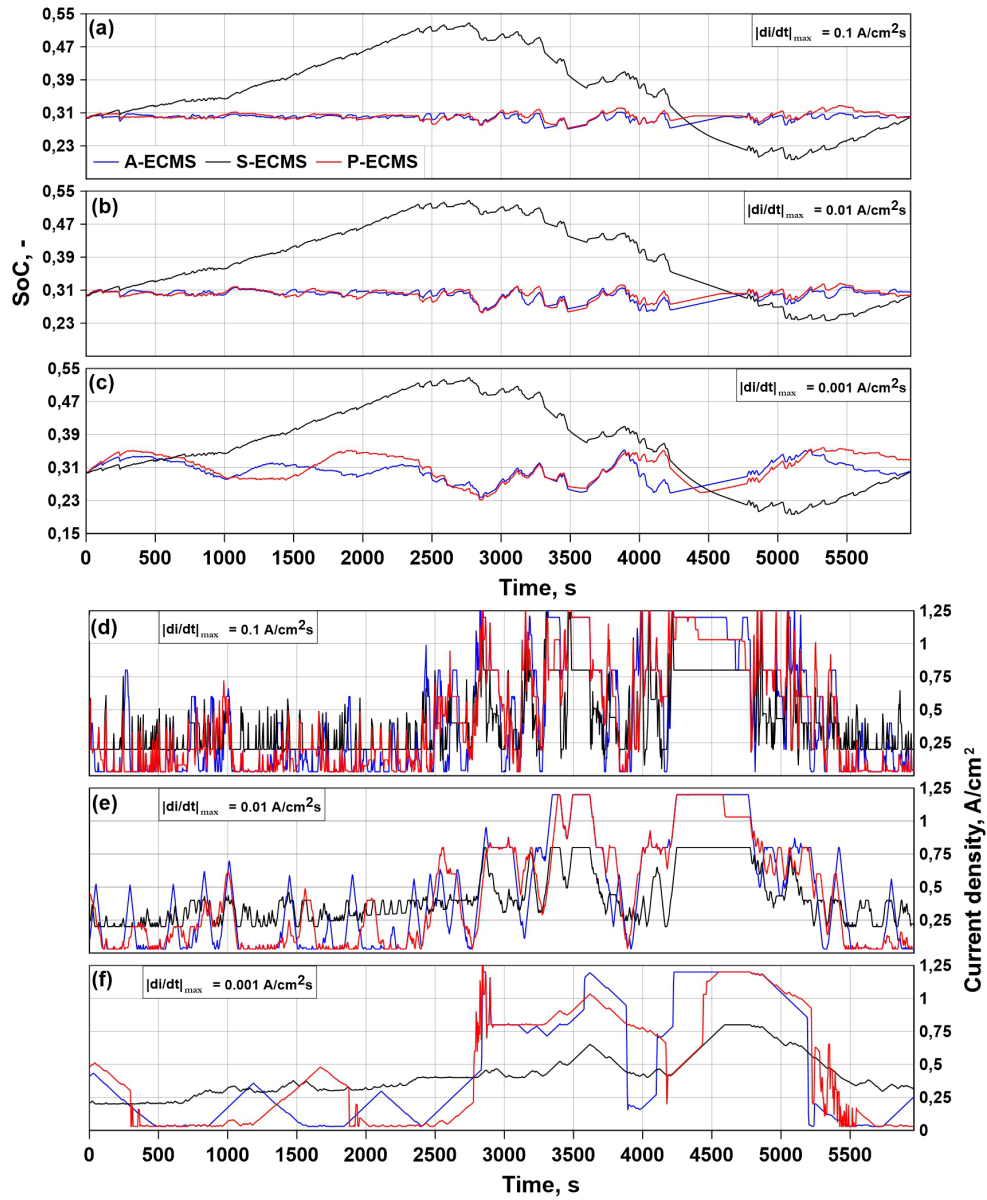 (a)
|di/dt|max = 0.1 A/cm²s
0,55
0,47
0,39
0,31
0,23
A-ECMS S-ECMS P-ECMS
(b)
|di/dt|max = 0.01 A/cm²s
0,55
0,47
0,39
0,31
0,23
SoC, -
(c)
|di/dt|max = 0.001 A/cm²s
0,55
0,47
0,39
0,31
0,23
0,15
0 500 1000 1500 2000 2500 3000 3500 4000 4500 5000 5500
Time, s
(d)
|di/dt|max = 0.1 A/cm²s
1,25
1
0,75
0,5
0,25
(e)
|di/dt|max = 0.01 A/cm²s
1,25
1
0,75
0,5
0,25
Current density, A/cm²
(f)
|di/dt|max = 0.001 A/cm²s
1,25
1
0,75
0,5
0,25
0
0 500 1000 1500 2000 2500 3000 3500 4000 4500 5000 5500
Time, s